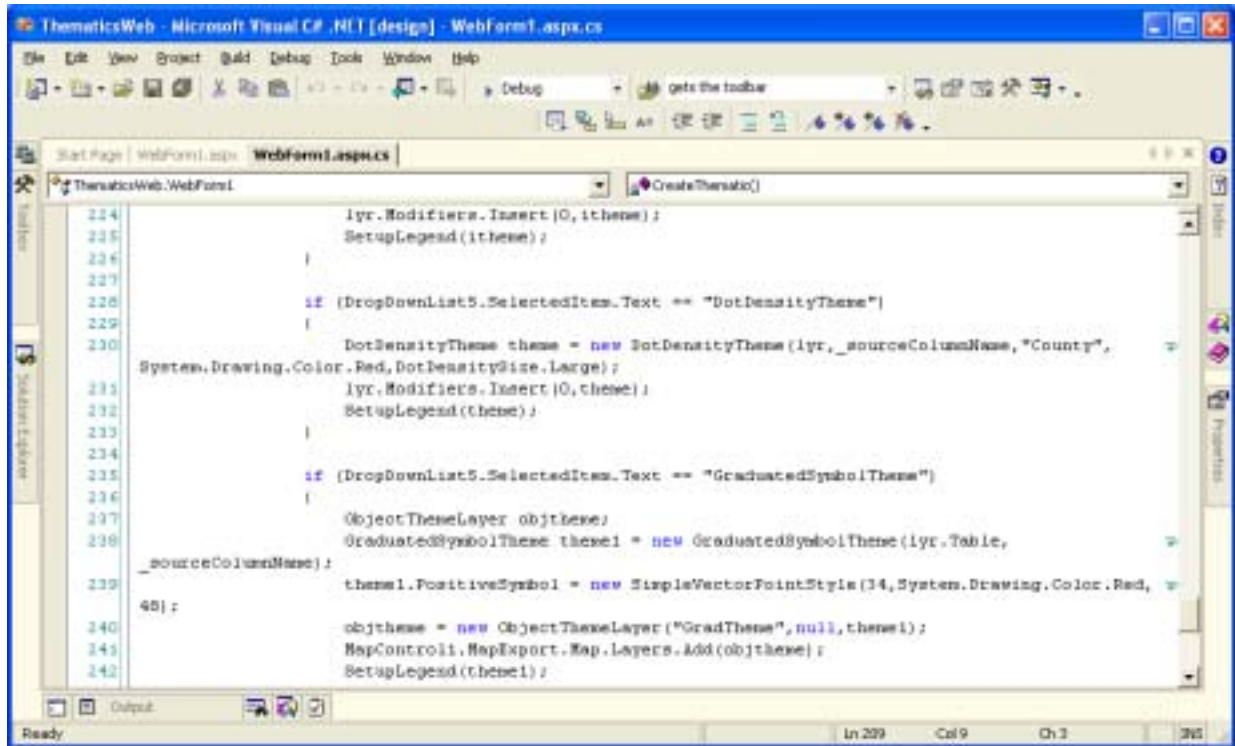 ThematicsWeb - Microsoft Visual C# .NET [design] - WebForm1.aspx.cs
File Edit View Project Build Debug Tools Window Help
Debug gets the toolbar
Start Page WebForm1.aspx WebForm1.aspx.cs
ThematicsWeb.WebForm1 CreateThematic()
Toolbox
Solution Explorer
Index
Properties
224 lyr.Modifiers.Insert(0,itheme);
225 SetupLegend(itheme);
226 }
227
228 if (DropDownList5.SelectedItem.Text == "DotDensityTheme")
229 {
230 DotDensityTheme theme = new DotDensityTheme(lyr,_sourceColumnName,"County",
System.Drawing.Color.Red,DotDensitySize.Large);
231 lyr.Modifiers.Insert(0,theme);
232 SetupLegend(theme);
233 }
234
235 if (DropDownList5.SelectedItem.Text == "GraduatedSymbolTheme")
236 {
237 ObjectThemeLayer objtheme;
238 GraduatedSymbolTheme theme1 = new GraduatedSymbolTheme(lyr.Table,
_sourceColumnName);
239 theme1.PositiveSymbol = new SimpleVectorPointStyle(34,System.Drawing.Color.Red,
48);
240 objtheme = new ObjectThemeLayer("GradTheme",null,theme1);
241 MapControl1.MapExport.Map.Layers.Add(objtheme);
242 SetupLegend(theme1);
Output
Ready Ln 209 Col 9 Ch 3 INS